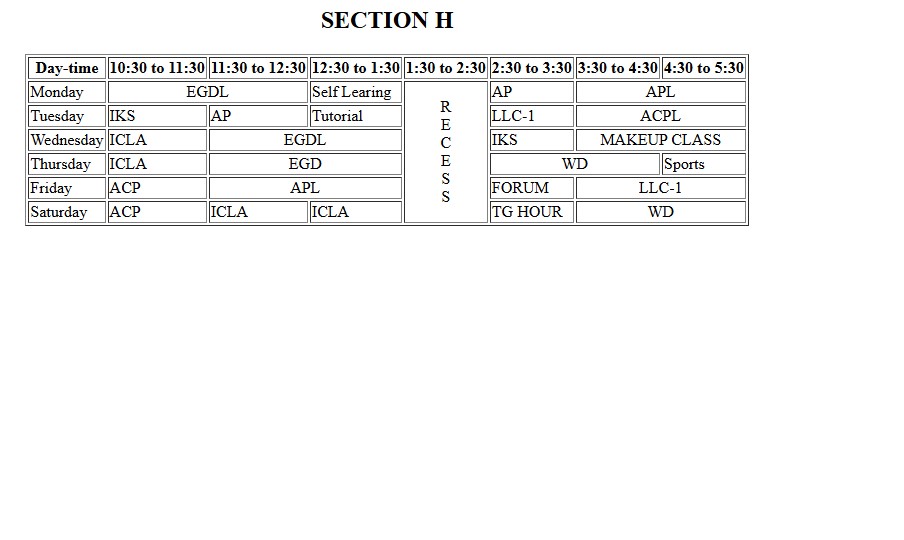 SECTION H
Day-time 10:30 to 11:30 11:30 to 12:30 12:30 to 1:30 1:30 to 2:30 2:30 to 3:30 3:30 to 4:30 4:30 to 5:30
Monday EGDL Self Learing R E C E S S AP APL
Tuesday IKS AP Tutorial LLC-1 ACPL
Wednesday ICLA EGDL IKS MAKEUP CLASS
Thursday ICLA EGD WD Sports
Friday ACP APL FORUM LLC-1
Saturday ACP ICLA ICLA TG HOUR WD